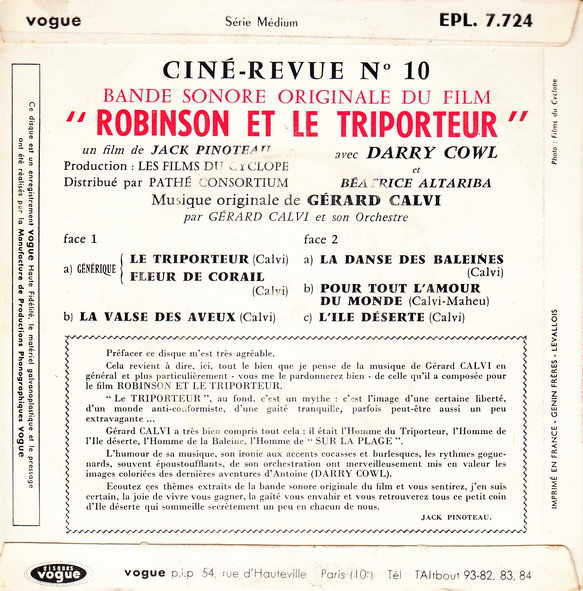 vogue Série Médium EPL. 7.724
CINÉ-REVUE N° 10
BANDE SONORE ORIGINALE DU FILM
" ROBINSON ET LE TRIPORTEUR "
un film de JACK PINOTEAU avec DARRY COWL
Production : LES FILMS DU CYCLOPE et
Distribué par PATHÉ CONSORTIUM BÉATRICE ALTARIBA
Musique originale de GÉRARD CALVI
par GÉRARD CALVI et son Orchestre
face 1
a) GÉNÉRIQUE { LE TRIPORTEUR (Calvi)
FLEUR DE CORAIL
(Calvi)
b) LA VALSE DES AVEUX (Calvi)
face 2
a) LA DANSE DES BALEINES
(Calvi)
b) POUR TOUT L'AMOUR
DU MONDE (Calvi-Maheu)
c) L'ILE DÉSERTE (Calvi)
Préfacer ce disque m'est très agréable.
Cela revient à dire, ici, tout le bien que je pense de la musique de Gérard CALVI en
général et plus particulièrement - vous me le pardonnerez bien - de celle qu'il a composée pour
le film ROBINSON ET LE TRIPORTEUR.
" Le TRIPORTEUR ", au fond, c'est un mythe : c'est l'image d'une certaine liberté,
d'un monde anti-conformiste, d'une gaîté tranquille, parfois peut-être aussi un peu
extravagante ...
Gérard CALVI a très bien compris tout cela : il était l'Homme du Triporteur, l'Homme de
l'Ile déserte, l'Homme de la Baleine, l'Homme de " SUR LA PLAGE ".
L'humour de sa musique, son ironie aux accents cocasses et burlesques, les rythmes gogue-
nards, souvent époustouflants, de son orchestration ont merveilleusement mis en valeur les
images coloriées des dernières aventures d'Antoine (DARRY COWL).
Ecoutez ces thèmes extraits de la bande sonore originale du film et vous sentirez, j'en suis
certain, la joie de vivre vous gagner, la gaité vous envahir et vous retrouverez tous ce petit coin
d'Ile déserte qui sommeille secrètement un peu en chacun de nous.
JACK PINOTEAU.
Ce disque est un enregistrement vogue Haute Fidélité, le matériel galvanoplastique et le pressage
ont été réalisés par la Manufacture de Productions Phonographiques Vogue
Photo : Films du Cyclope
IMPRIMÉ EN FRANCE - GENIN FRÈRES - LEVALLOIS
DISQUES
vogue
vogue p.i.p 54, rue d'Hauteville Paris (10e) Tél TAItbout 93-82, 83, 84